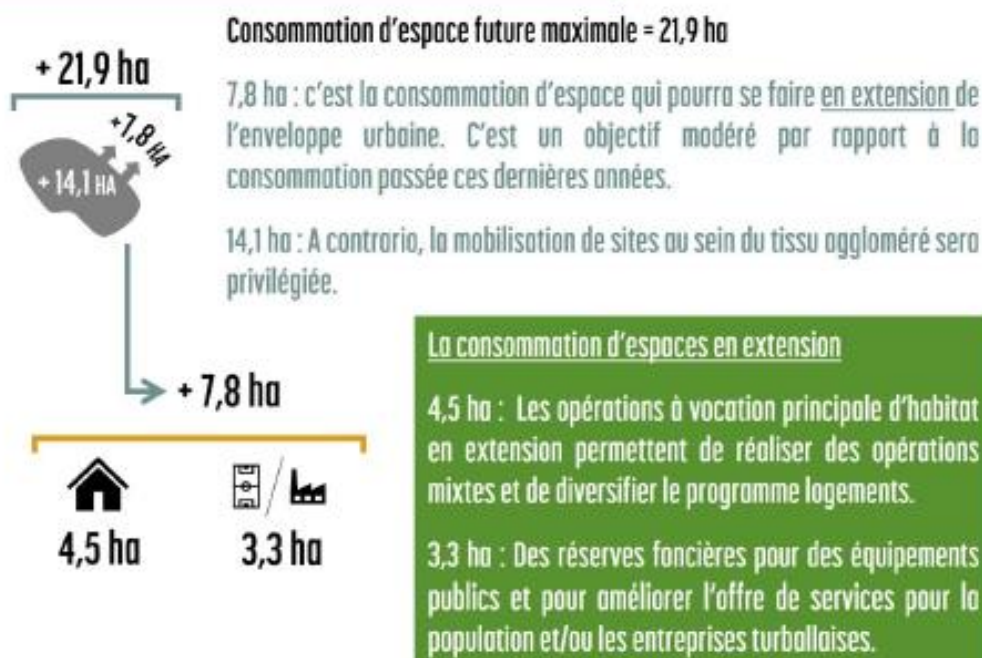 Consommation d'espace future maximale = 21,9 ha
+ 21,9 ha
+7,8 HA
+ 14,1 HA
7,8 ha : c'est la consommation d'espace qui pourra se faire en extension de
l'enveloppe urbaine. C'est un objectif modéré par rapport à la
consommation passée ces dernières années.
14,1 ha : A contrario, la mobilisation de sites au sein du tissu aggloméré sera
privilégiée.
+ 7,8 ha
4,5 ha
3,3 ha
La consommation d'espaces en extension
4,5 ha : Les opérations à vocation principale d'habitat
en extension permettent de réaliser des opérations
mixtes et de diversifier le programme logements.
3,3 ha : Des réserves foncières pour des équipements
publics et pour améliorer l'offre de services pour la
population et/ou les entreprises turballaises.